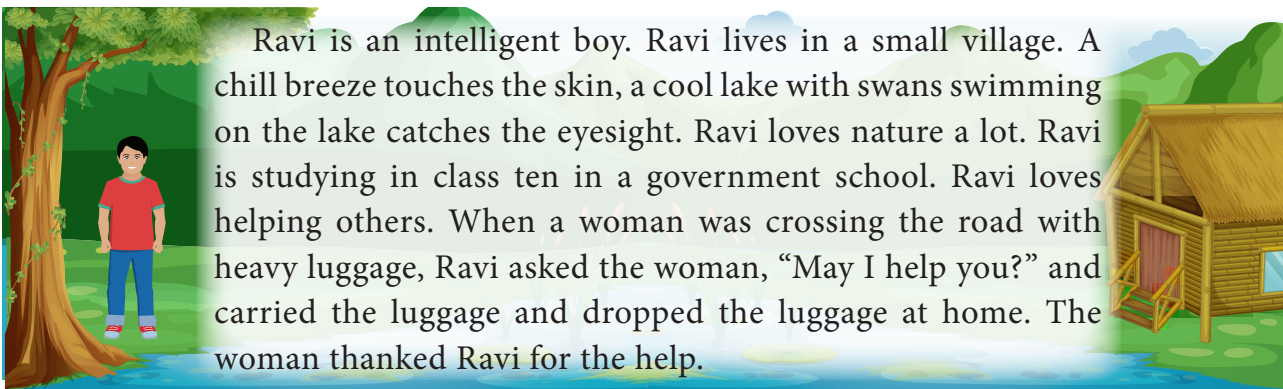 Ravi is an intelligent boy. Ravi lives in a small village. A
chill breeze touches the skin, a cool lake with swans swimming
on the lake catches the eyesight. Ravi loves nature a lot. Ravi
is studying in class ten in a government school. Ravi loves
helping others. When a woman was crossing the road with
heavy luggage, Ravi asked the woman, “May I help you?” and
carried the luggage and dropped the luggage at home. The
woman thanked Ravi for the help.